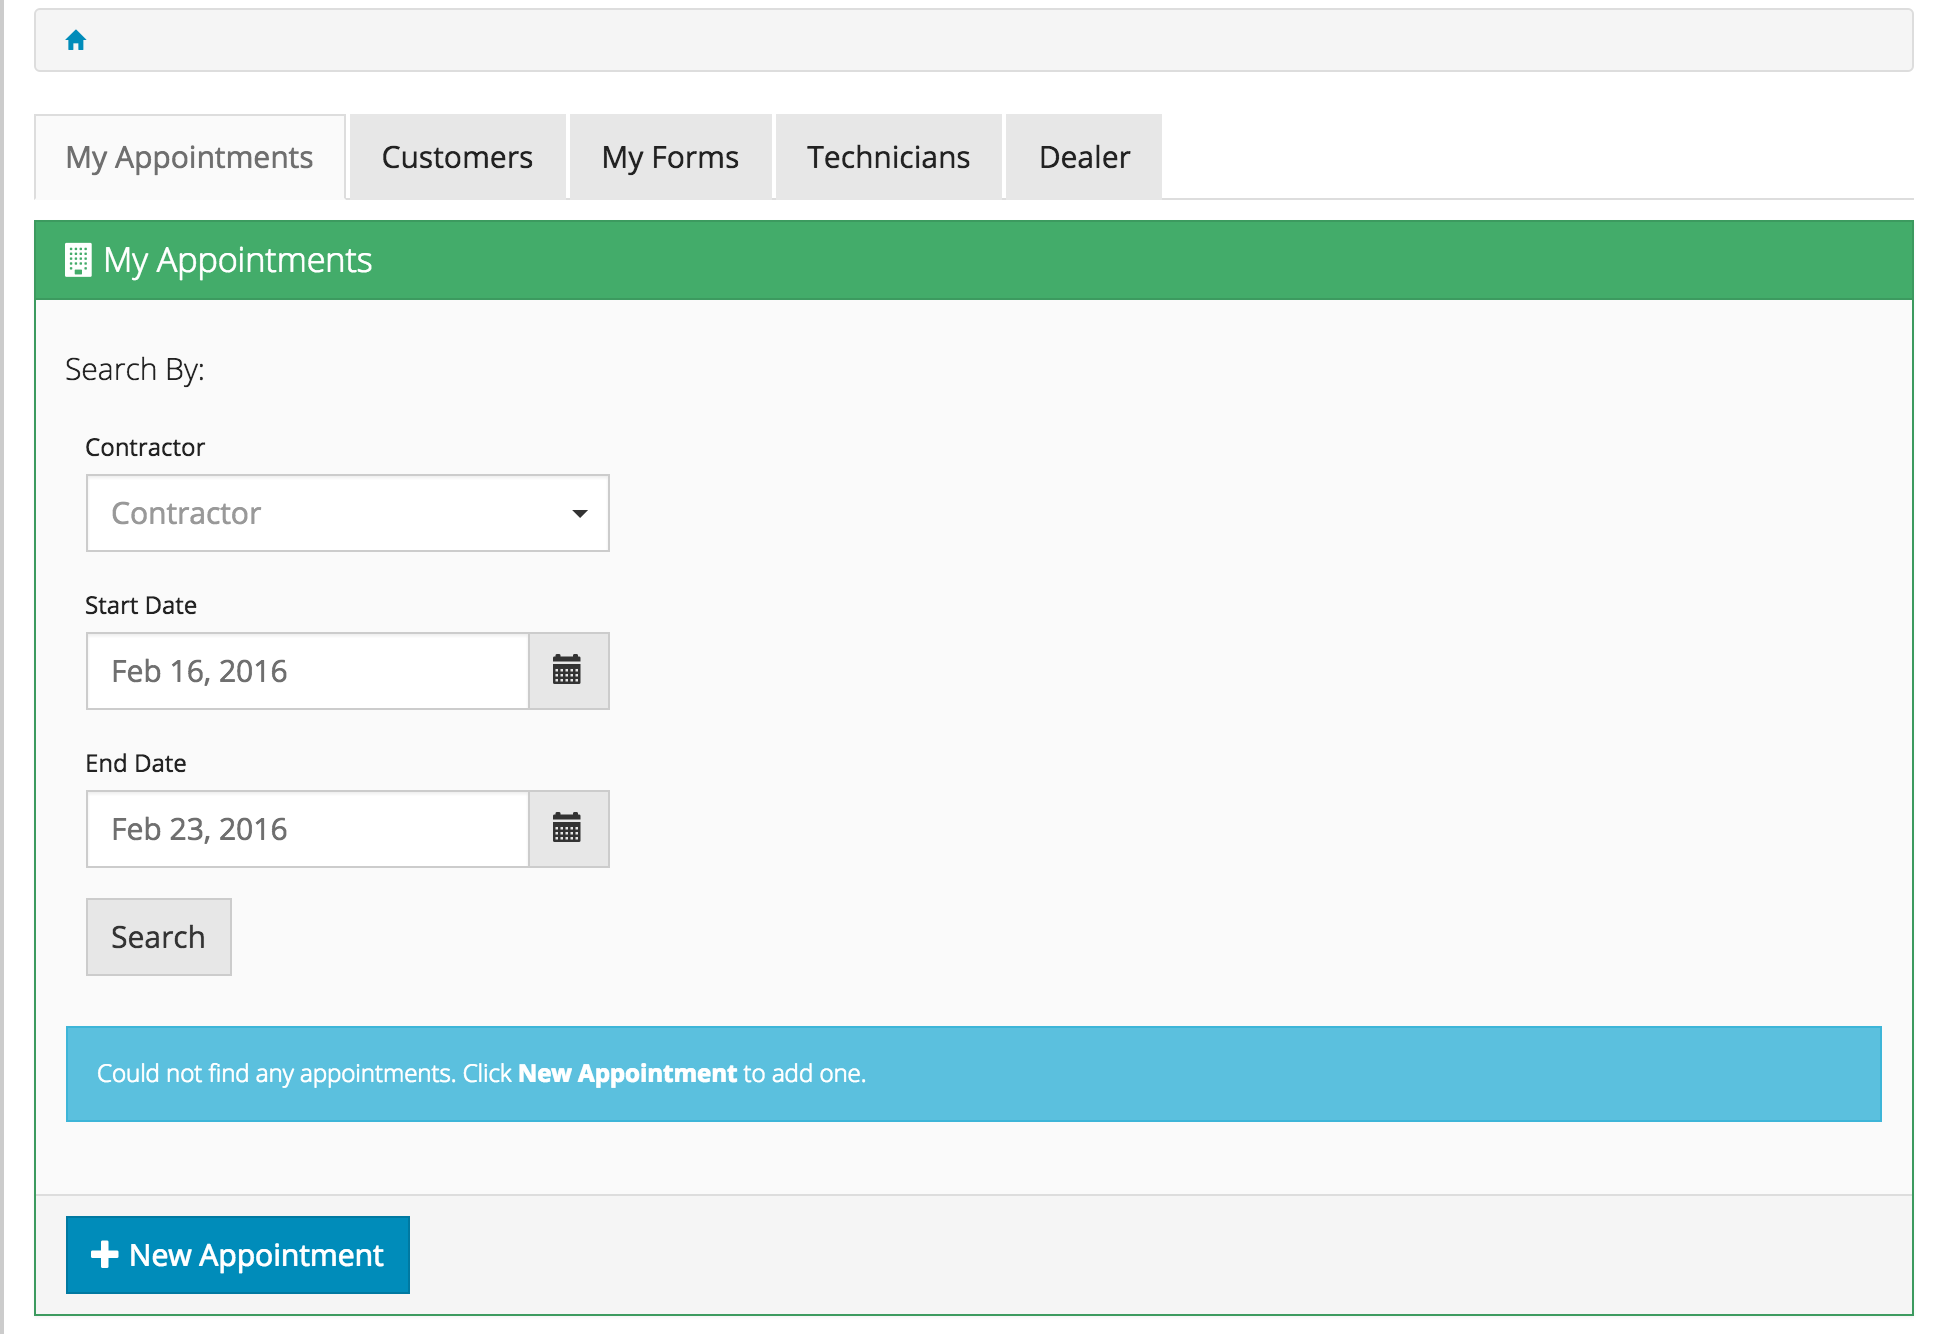 My Appointments Customers My Forms Technicians Dealer
My Appointments
Search By:
Contractor
Contractor
Start Date
Feb 16, 2016
End Date
Feb 23, 2016
Search
Could not find any appointments. Click New Appointment to add one.
New Appointment